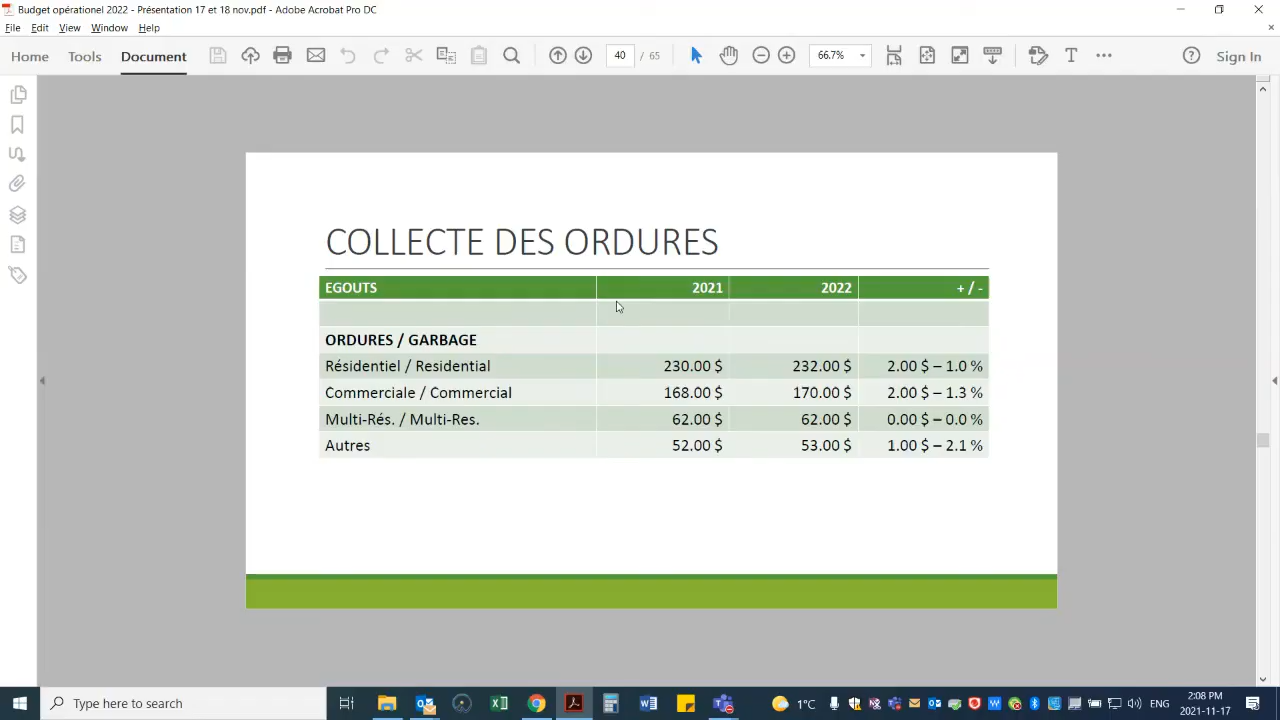 Budget opérationel 2022 - Présentation 17 et 18 nov.pdf - Adobe Acrobat Pro DC
File Edit View Window Help
Home Tools Document 40 / 65 66.7% Sign In
COLLECTE DES ORDURES
EGOUTS 2021 2022 + / -
ORDURES / GARBAGE
Résidentiel / Residential 230.00 $ 232.00 $ 2.00 $ – 1.0 %
Commerciale / Commercial 168.00 $ 170.00 $ 2.00 $ – 1.3 %
Multi-Rés. / Multi-Res. 62.00 $ 62.00 $ 0.00 $ – 0.0 %
Autres 52.00 $ 53.00 $ 1.00 $ – 2.1 %
Type here to search 1°C ENG 2:08 PM
2021-11-17